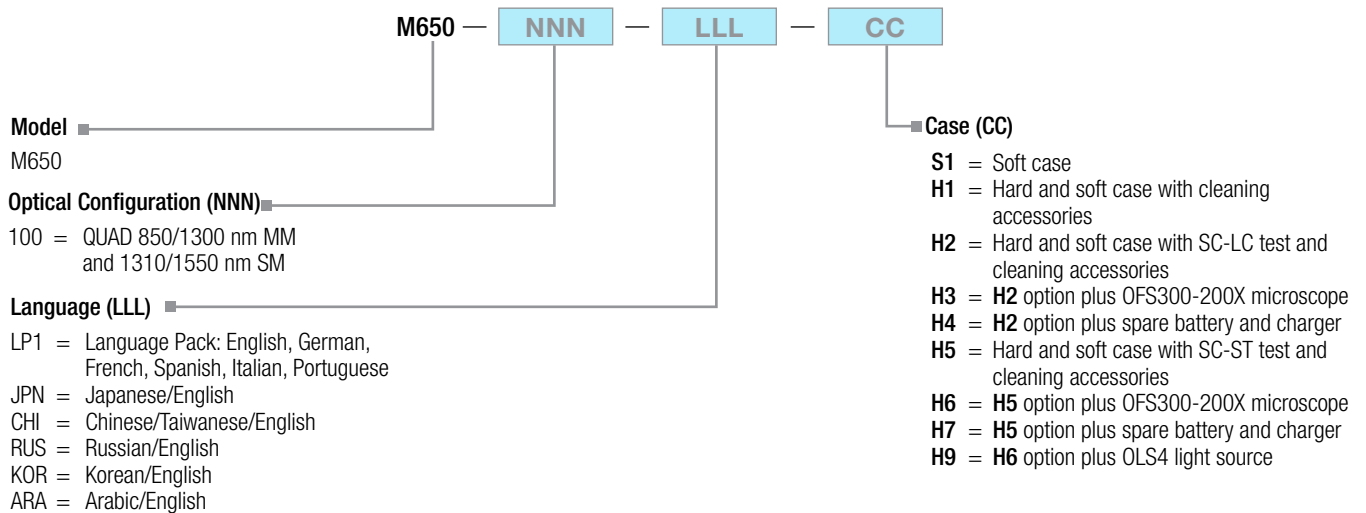 M650 — NNN — LLL — CC
Model
M650
Optical Configuration (NNN)
100 = QUAD 850/1300 nm MM
and 1310/1550 nm SM
Language (LLL)
LP1 = Language Pack: English, German,
French, Spanish, Italian, Portuguese
JPN = Japanese/English
CHI = Chinese/Taiwanese/English
RUS = Russian/English
KOR = Korean/English
ARA = Arabic/English
Case (CC)
S1 = Soft case
H1 = Hard and soft case with cleaning
accessories
H2 = Hard and soft case with SC-LC test and
cleaning accessories
H3 = H2 option plus OFS300-200X microscope
H4 = H2 option plus spare battery and charger
H5 = Hard and soft case with SC-ST test and
cleaning accessories
H6 = H5 option plus OFS300-200X microscope
H7 = H5 option plus spare battery and charger
H9 = H6 option plus OLS4 light source